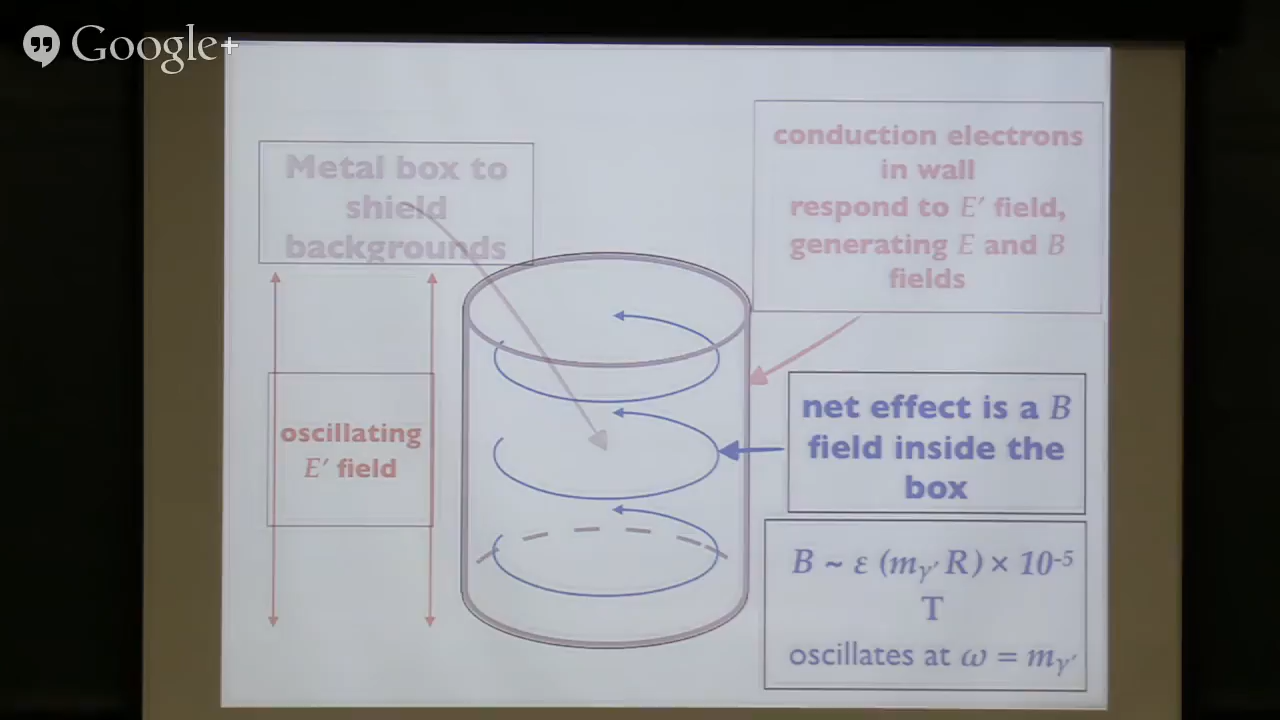 Google+
Metal box to
shield
backgrounds
conduction electrons
in wall
respond to E′ field,
generating E and B
fields
oscillating
E′ field
net effect is a B
field inside the
box
B ~ ε (mγ′ R) × 10⁻⁵
T
oscillates at ω = mγ′